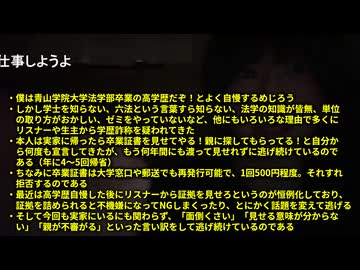 仕事しようよ
・僕は青山学院大学法学部卒業の高学歴だぞ！とよく自慢するめじろう
・しかし学士を知らない、六法という言葉すら知らない、法学の知識が皆無、単位
の取り方がおかしい、ゼミをやっていないなど、他にもいろいろな理由で多くに
リスナーや生主から学歴詐称を疑われてきた
・本人は実家に帰ったら卒業証書を見せてやる！親に探してもらってる！と自分か
ら何度も宣言してきたが、もう何年間にも渡って見せれずに逃げ続けているので
ある（年に4〜5回帰省）
・ちなみに卒業証書は大学窓口や郵送でも再発行可能で、1回500円程度。それすれ
拒否するのである
・最近は高学歴自慢した後にリスナーから証拠を見せろというのが恒例化しており、
証拠を詰められると不機嫌になってNGしまくったり、とにかく話題を変えて逃げる
・そして今回も実家にいるにも関わらず、「面倒くさい」「見せる意味が分からな
い」「親が不審がる」といった言い訳をして逃げ続けているのである